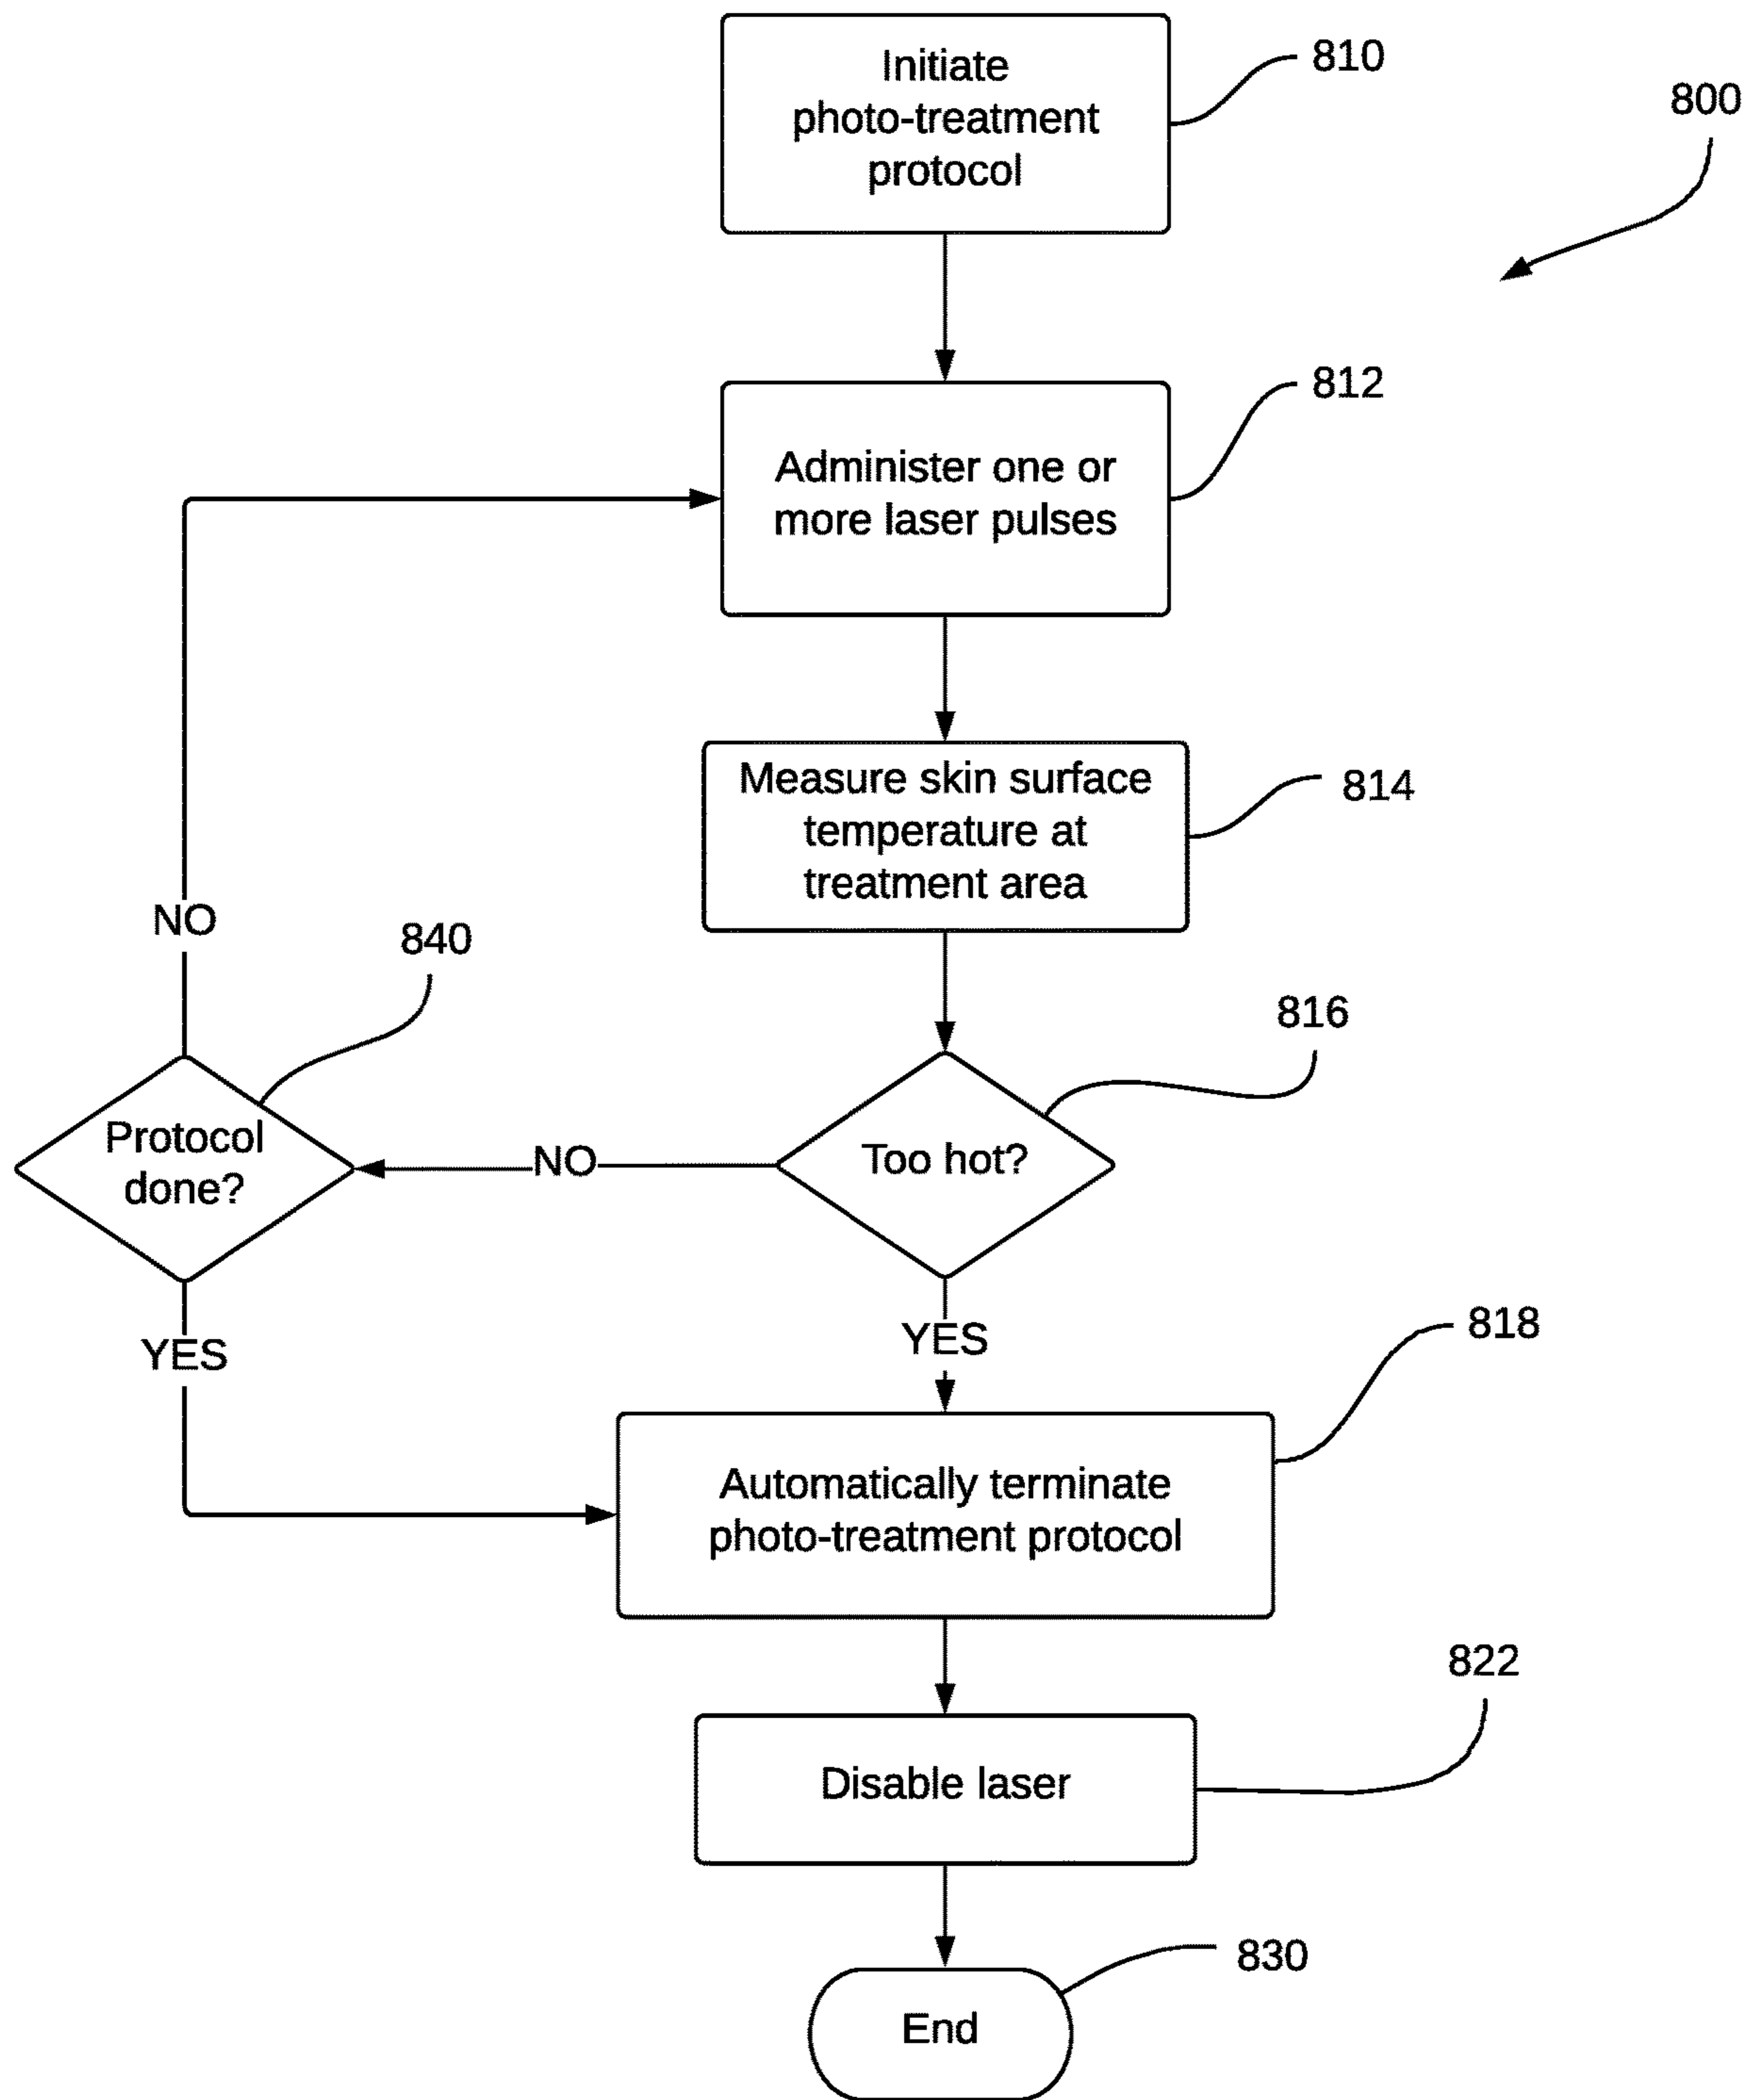 Initiate
photo-treatment
protocol
810
800
Administer one or
more laser pulses
812
Measure skin surface
temperature at
treatment area
814
NO
840
816
Protocol
done?
NO
Too hot?
YES
YES
818
Automatically terminate
photo-treatment protocol
822
Disable laser
830
End